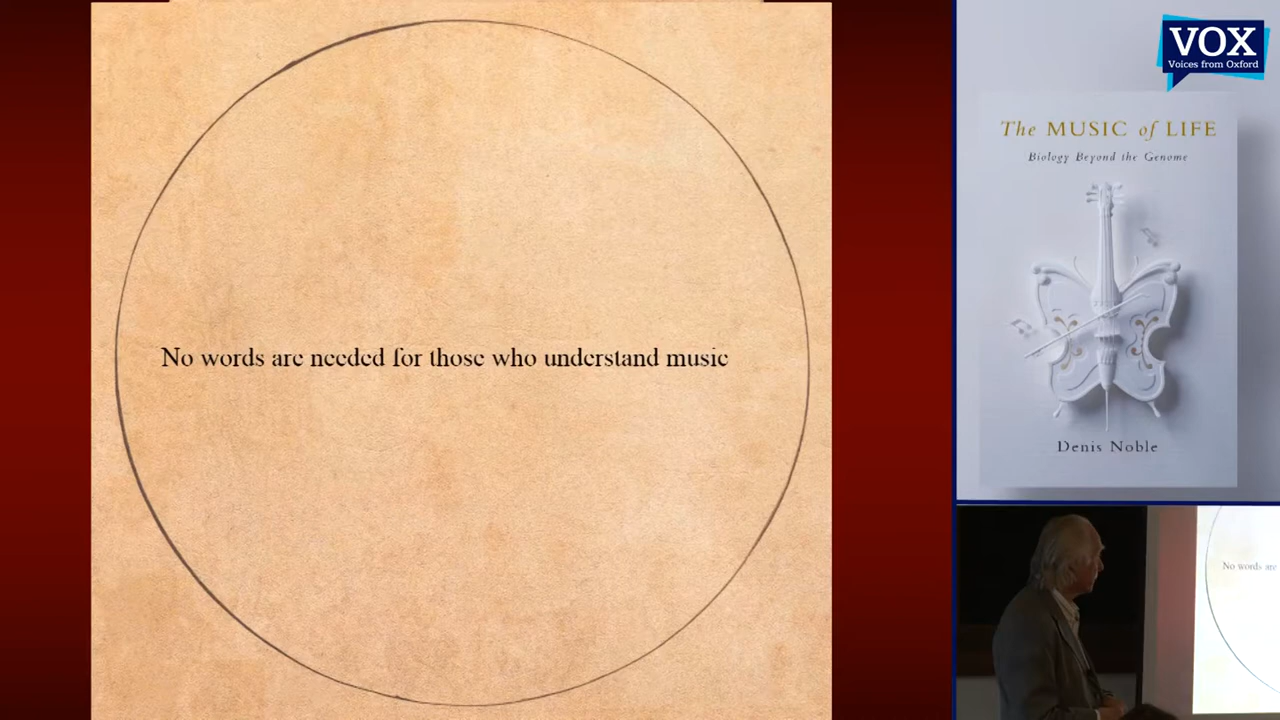 No words are needed for those who understand music
VOX
Voices from Oxford
The MUSIC of LIFE
Biology Beyond the Genome
Denis Noble
No words are